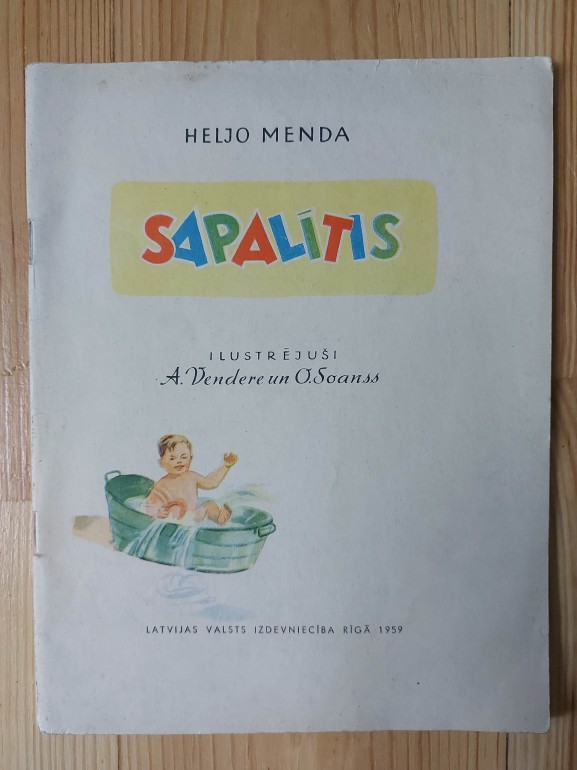 HELJO MENDA
SAPALĪTIS
ILUSTRĒJUŠI
A. Vendere un O. Soanss
LATVIJAS VALSTS IZDEVNIECĪBA RĪGĀ 1959